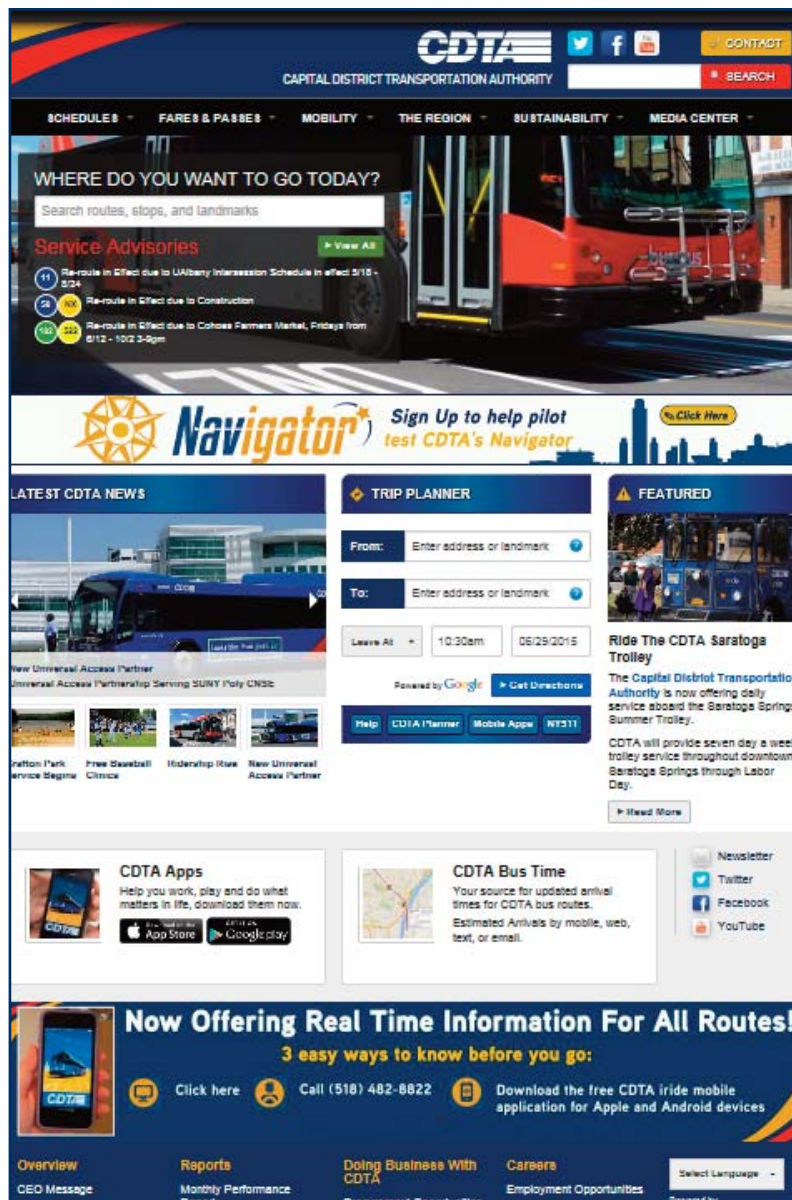 CDTA
CAPITAL DISTRICT TRANSPORTATION AUTHORITY
CONTACT
SEARCH
SCHEDULES
FARES & PASSES
MOBILITY
THE REGION
SUSTAINABILITY
MEDIA CENTER
WHERE DO YOU WANT TO GO TODAY?
Search routes, stops, and landmarks
Service Advisories
View All
11 Re-route in Effect due to UAlbany Intersession Schedule in effect 5/18 -
8/24
NX Re-route in Effect due to Construction
182 522 Re-route in Effect due to Cohoes Farmers Market, Fridays from
6/12 - 10/2 3-9pm
Navigator
Sign Up to help pilot
test CDTA's Navigator
Click Here
LATEST CDTA NEWS
New Universal Access Partner
Universal Access Partnership Serving SUNY Poly CNSE
Grafton Park
Service Begins
Free Baseball
Clinics
Ridership Rise
New Universal
Access Partner
TRIP PLANNER
From:
Enter address or landmark
To:
Enter address or landmark
Leave At
10:30am
06/29/2015
Powered by Google
Get Directions
Help
CDTA Planner
Mobile Apps
NY511
FEATURED
Ride The CDTA Saratoga
Trolley
The Capital District Transportatio
Authority is now offering daily
service aboard the Saratoga Springs
Summer Trolley.
CDTA will provide seven day a wee
trolley service throughout downtown
Saratoga Springs through Labor
Day.
Read More
CDTA Apps
Help you work, play and do what
matters in life, download them now.
App Store
Google play
CDTA Bus Time
Your source for updated arrival
times for CDTA bus routes.
Estimated Arrivals by mobile, web,
text, or email.
Newsletter
Twitter
Facebook
YouTube
CDTA
Now Offering Real Time Information For All Routes!
3 easy ways to know before you go:
Click here
Call (518) 482-8822
Download the free CDTA iride mobile
application for Apple and Android devices
Overview
CEO Message
Reports
Monthly Performance
Doing Business With
CDTA
Careers
Employment Opportunities
Select Language